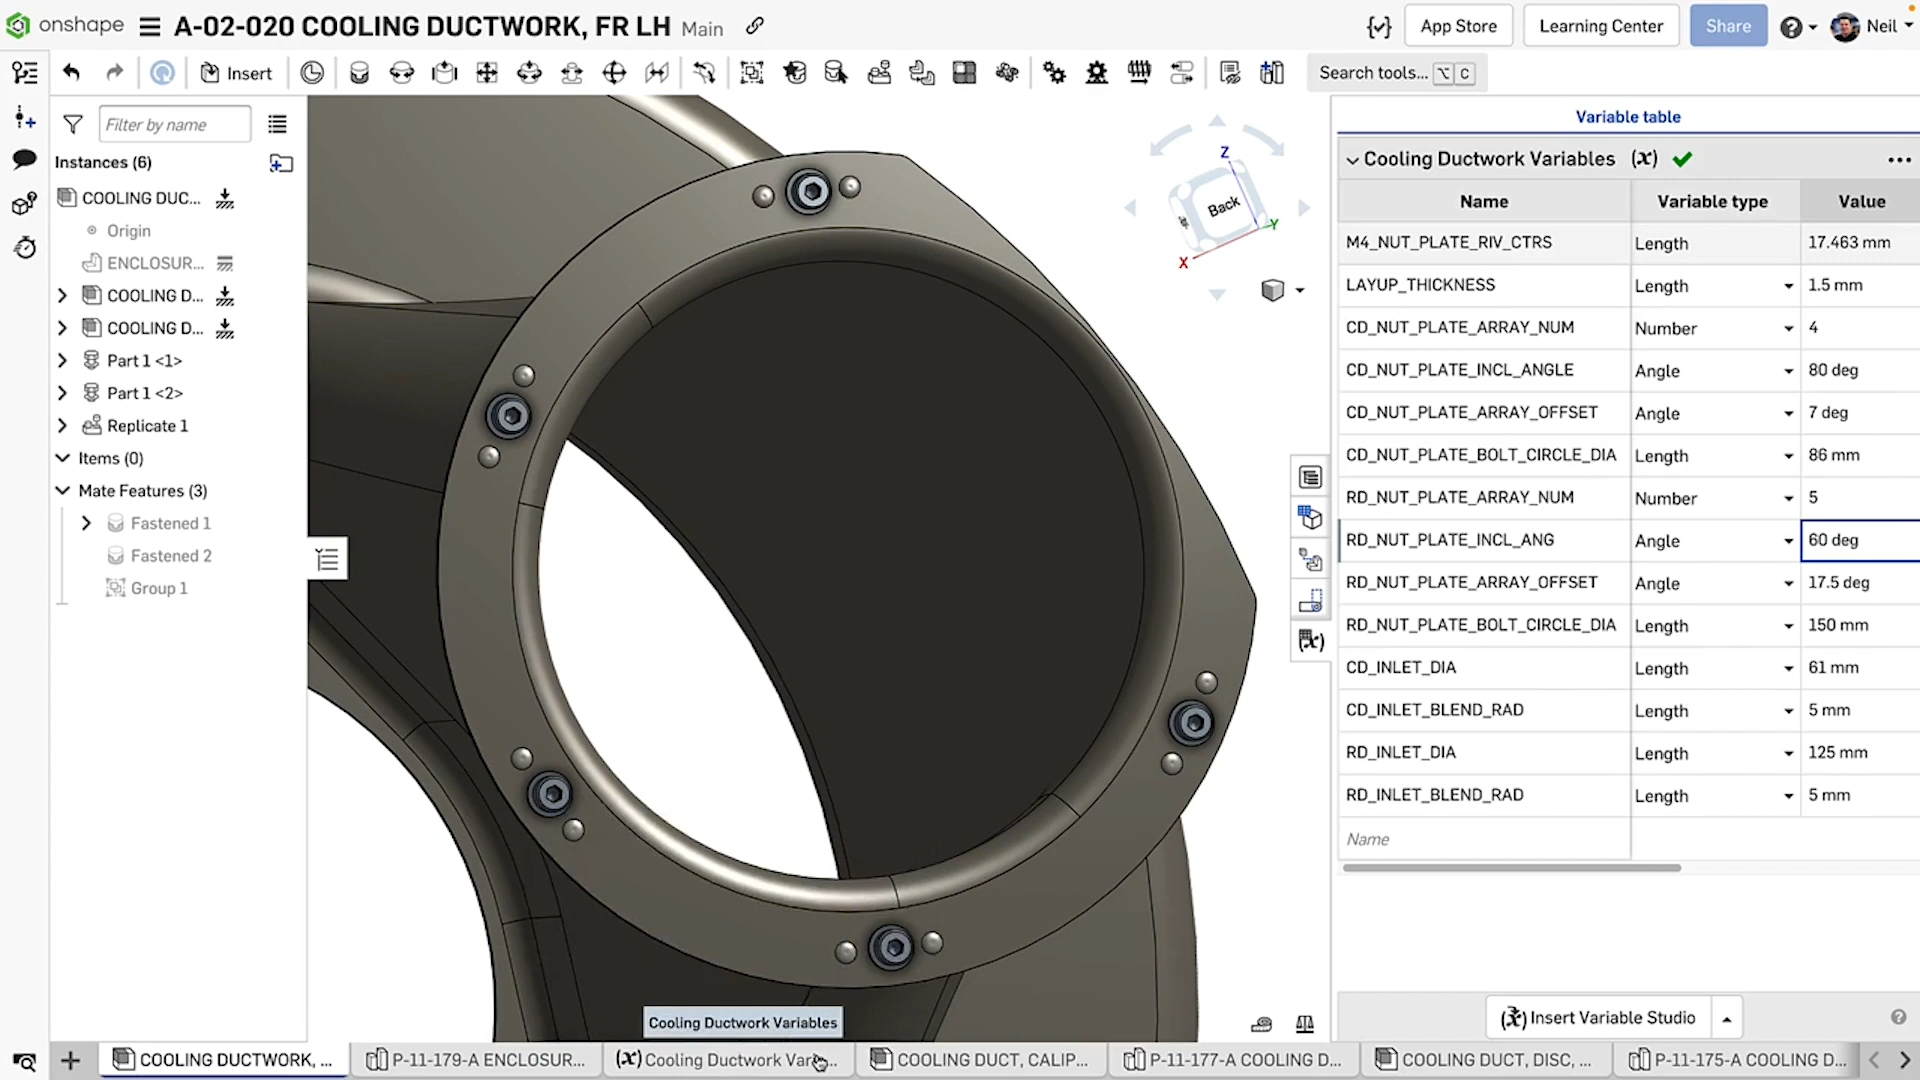 onshape
A-02-020 COOLING DUCTWORK, FR LH Main
App Store
Learning Center
Share
Neil
Insert
Search tools... ⌥ C
Filter by name
Instances (6)
COOLING DUC...
Origin
ENCLOSUR...
COOLING D...
COOLING D...
Part 1 <1>
Part 1 <2>
Replicate 1
Items (0)
Mate Features (3)
Fastened 1
Fastened 2
Group 1
Z
Back
Y
X
Variable table
Cooling Ductwork Variables (x)
Name Variable type Value
M4_NUT_PLATE_RIV_CTRS Length 17.463 mm
LAYUP_THICKNESS Length 1.5 mm
CD_NUT_PLATE_ARRAY_NUM Number 4
CD_NUT_PLATE_INCL_ANGLE Angle 80 deg
CD_NUT_PLATE_ARRAY_OFFSET Angle 7 deg
CD_NUT_PLATE_BOLT_CIRCLE_DIA Length 86 mm
RD_NUT_PLATE_ARRAY_NUM Number 5
RD_NUT_PLATE_INCL_ANG Angle 60 deg
RD_NUT_PLATE_ARRAY_OFFSET Angle 17.5 deg
RD_NUT_PLATE_BOLT_CIRCLE_DIA Length 150 mm
CD_INLET_DIA Length 61 mm
CD_INLET_BLEND_RAD Length 5 mm
RD_INLET_DIA Length 125 mm
RD_INLET_BLEND_RAD Length 5 mm
Name
(x) Insert Variable Studio
Cooling Ductwork Variables
COOLING DUCTWORK, ...
P-11-179-A ENCLOSUR...
(x) Cooling Ductwork Vari...
COOLING DUCT, CALIP...
P-11-177-A COOLING D...
COOLING DUCT, DISC, ...
P-11-175-A COOLING D...